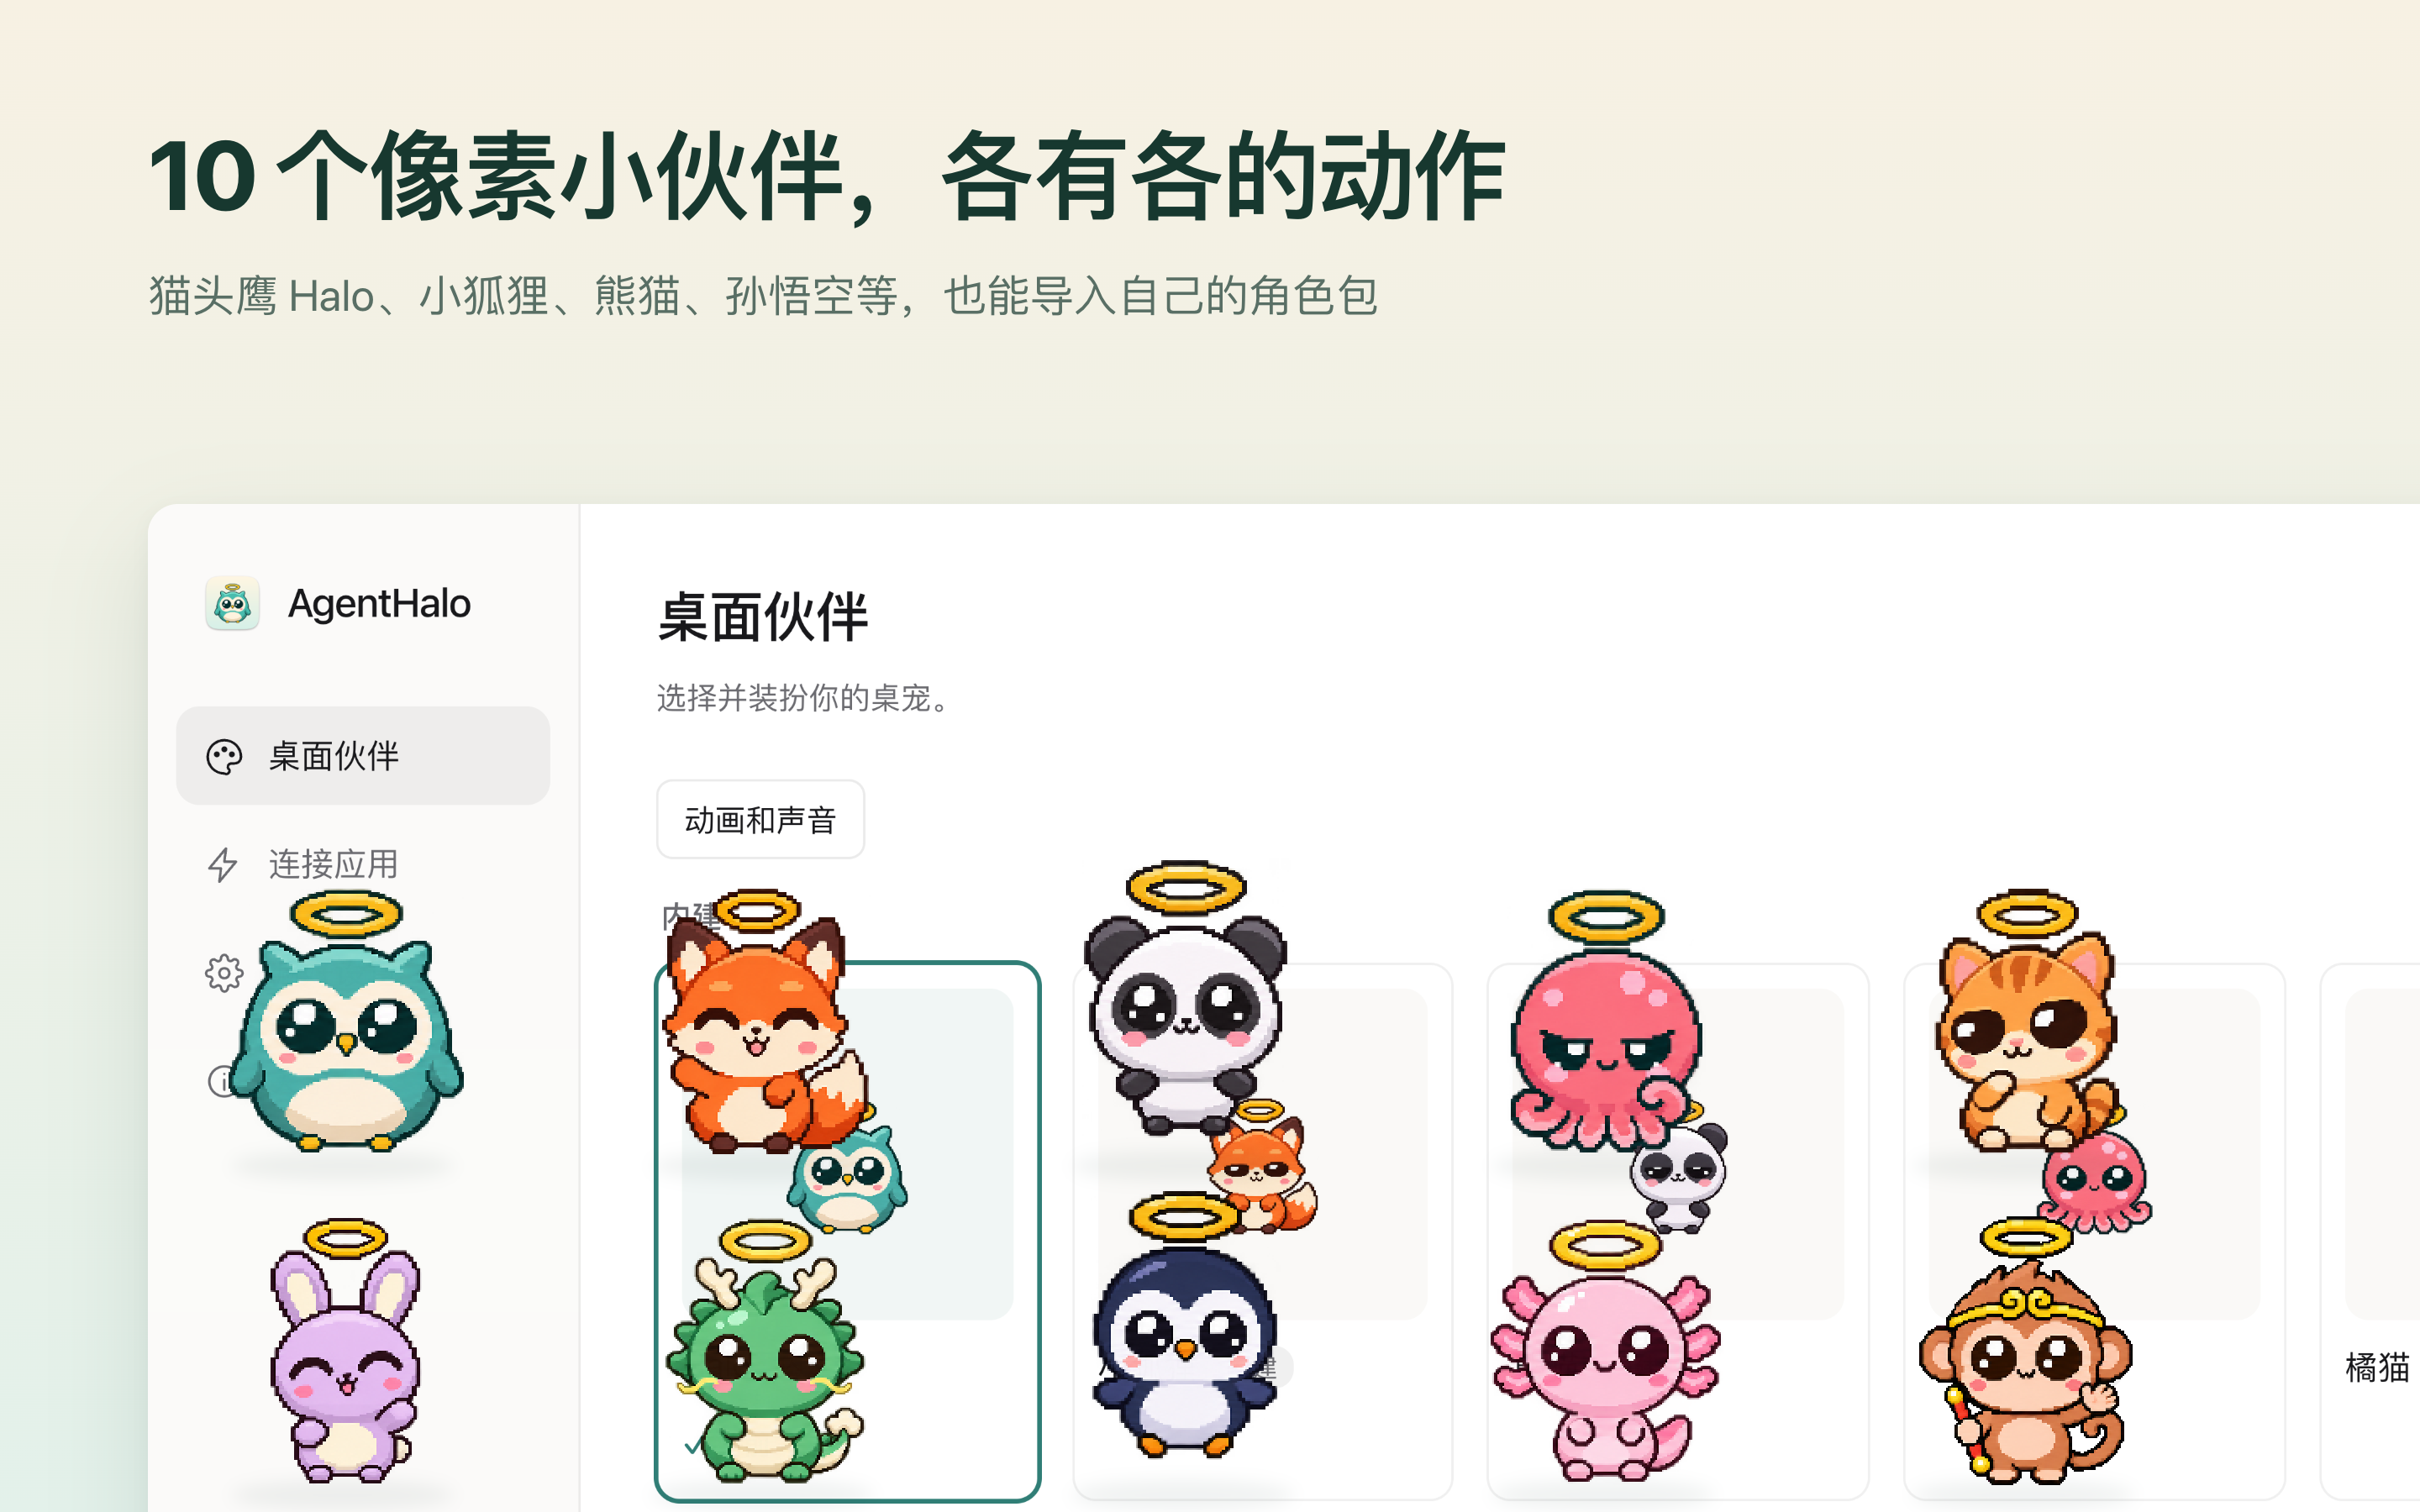 10 个像素小伙伴，各有各的动作
猫头鹰 Halo、小狐狸、熊猫、孙悟空等，也能导入自己的角色包
AgentHalo
桌面伙伴
连接应用
桌面伙伴
选择并装扮你的桌宠。
动画和声音
内建
橘猫